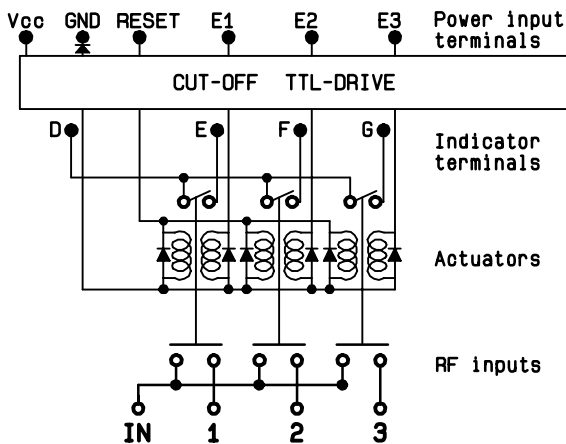 Vcc GND RESET E1 E2 E3 Power input
terminals
CUT-OFF TTL-DRIVE
D E F G Indicator
terminals
Actuators
RF inputs
IN 1 2 3